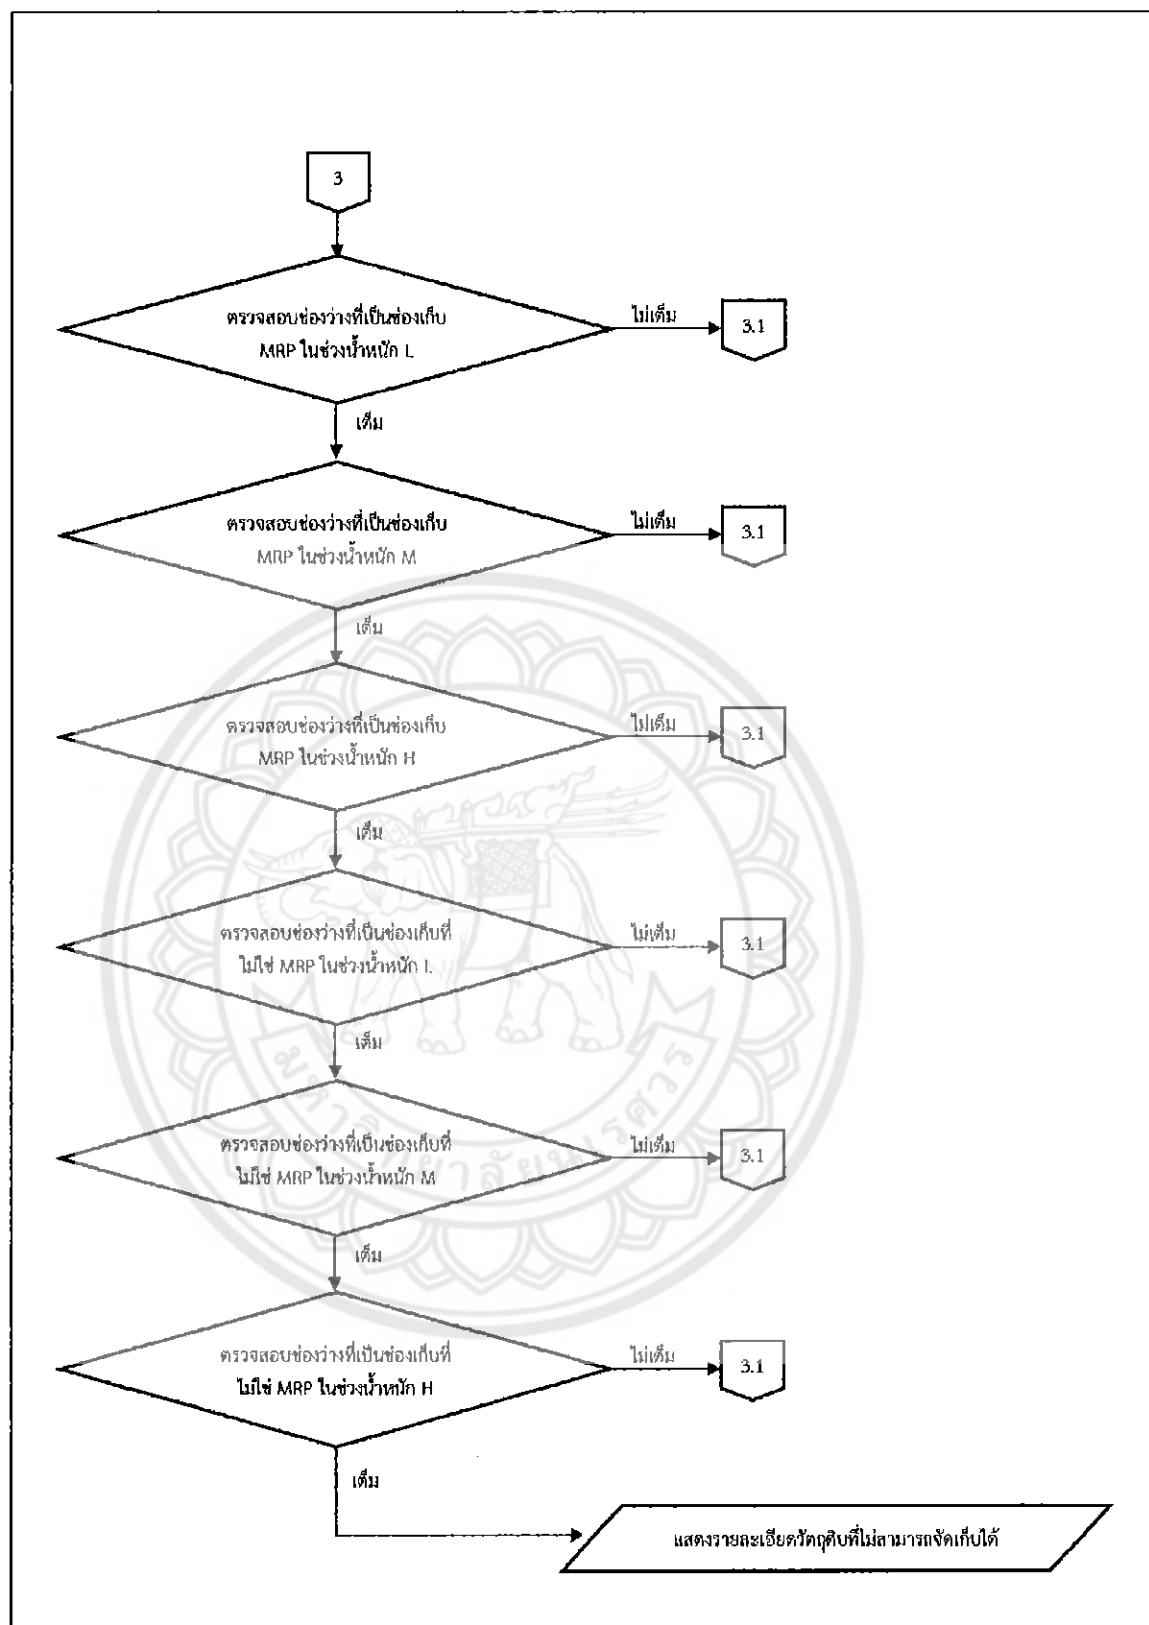 3
ตรวจสอบช่องว่างที่เป็นช่องเก็บ
MRP ในช่วงน้ำหนัก L
ไม่เต็ม
3.1
เต็ม
ตรวจสอบช่องว่างที่เป็นช่องเก็บ
MRP ในช่วงน้ำหนัก M
ไม่เต็ม
3.1
เต็ม
ตรวจสอบช่องว่างที่เป็นช่องเก็บ
MRP ในช่วงน้ำหนัก H
ไม่เต็ม
3.1
เต็ม
ตรวจสอบช่องว่างที่เป็นช่องเก็บที่
ไม่ใช่ MRP ในช่วงน้ำหนัก L
ไม่เต็ม
3.1
เต็ม
ตรวจสอบช่องว่างที่เป็นช่องเก็บที่
ไม่ใช่ MRP ในช่วงน้ำหนัก M
ไม่เต็ม
3.1
เต็ม
ตรวจสอบช่องว่างที่เป็นช่องเก็บที่
ไม่ใช่ MRP ในช่วงน้ำหนัก H
ไม่เต็ม
3.1
เต็ม
แสดงรายละเอียดวัตถุดิบที่ไม่สามารถจัดเก็บได้
มหาวิทยาลัยนเรศวร